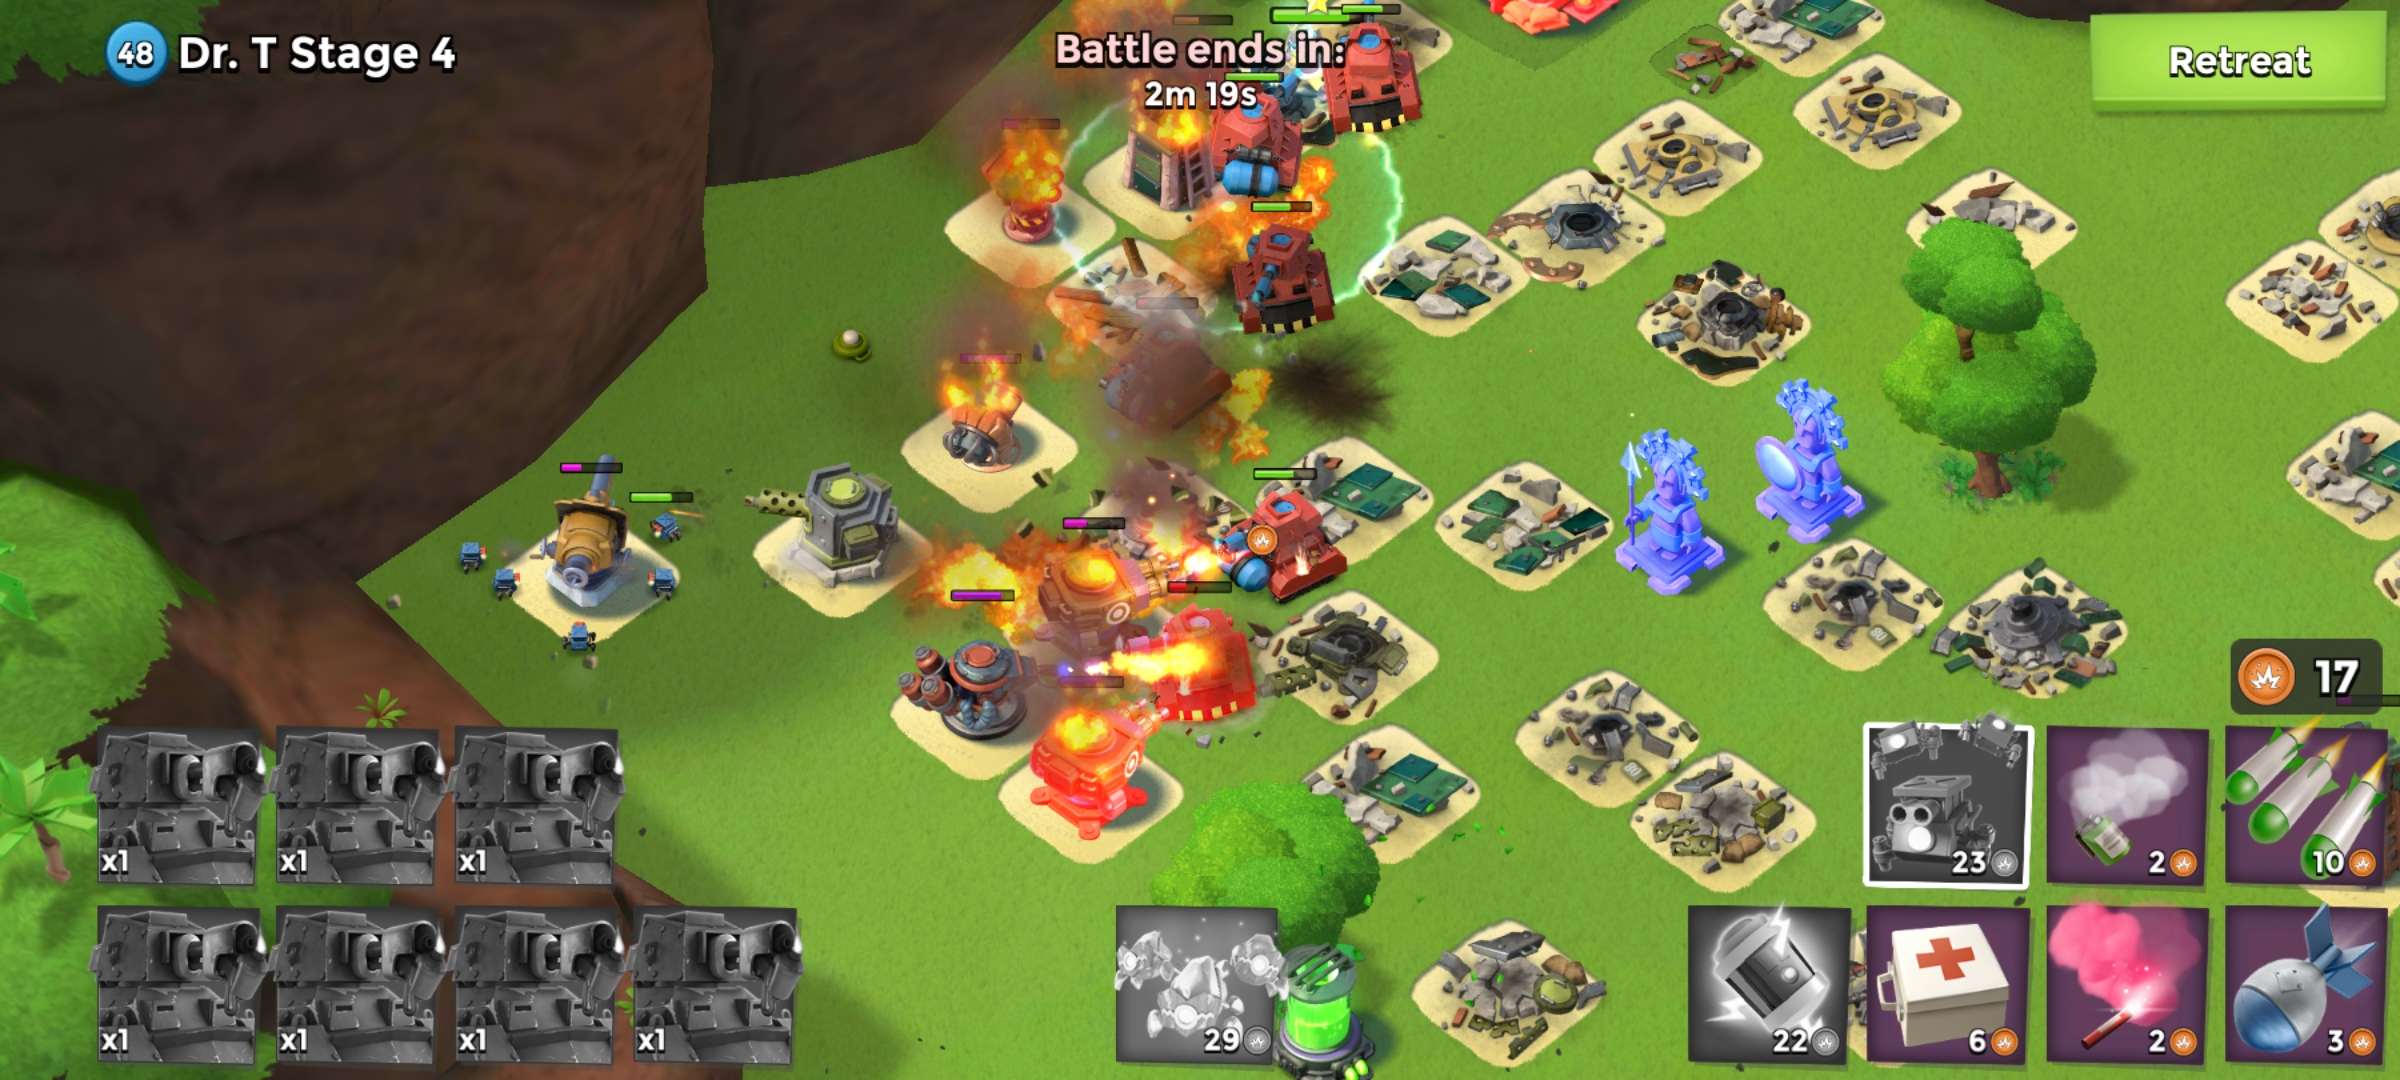 48 Dr. T Stage 4
Battle ends in:
2m 19s
Retreat
17
x1 x1 x1
23 2 10
x1 x1 x1 x1
29 22 6 2 3